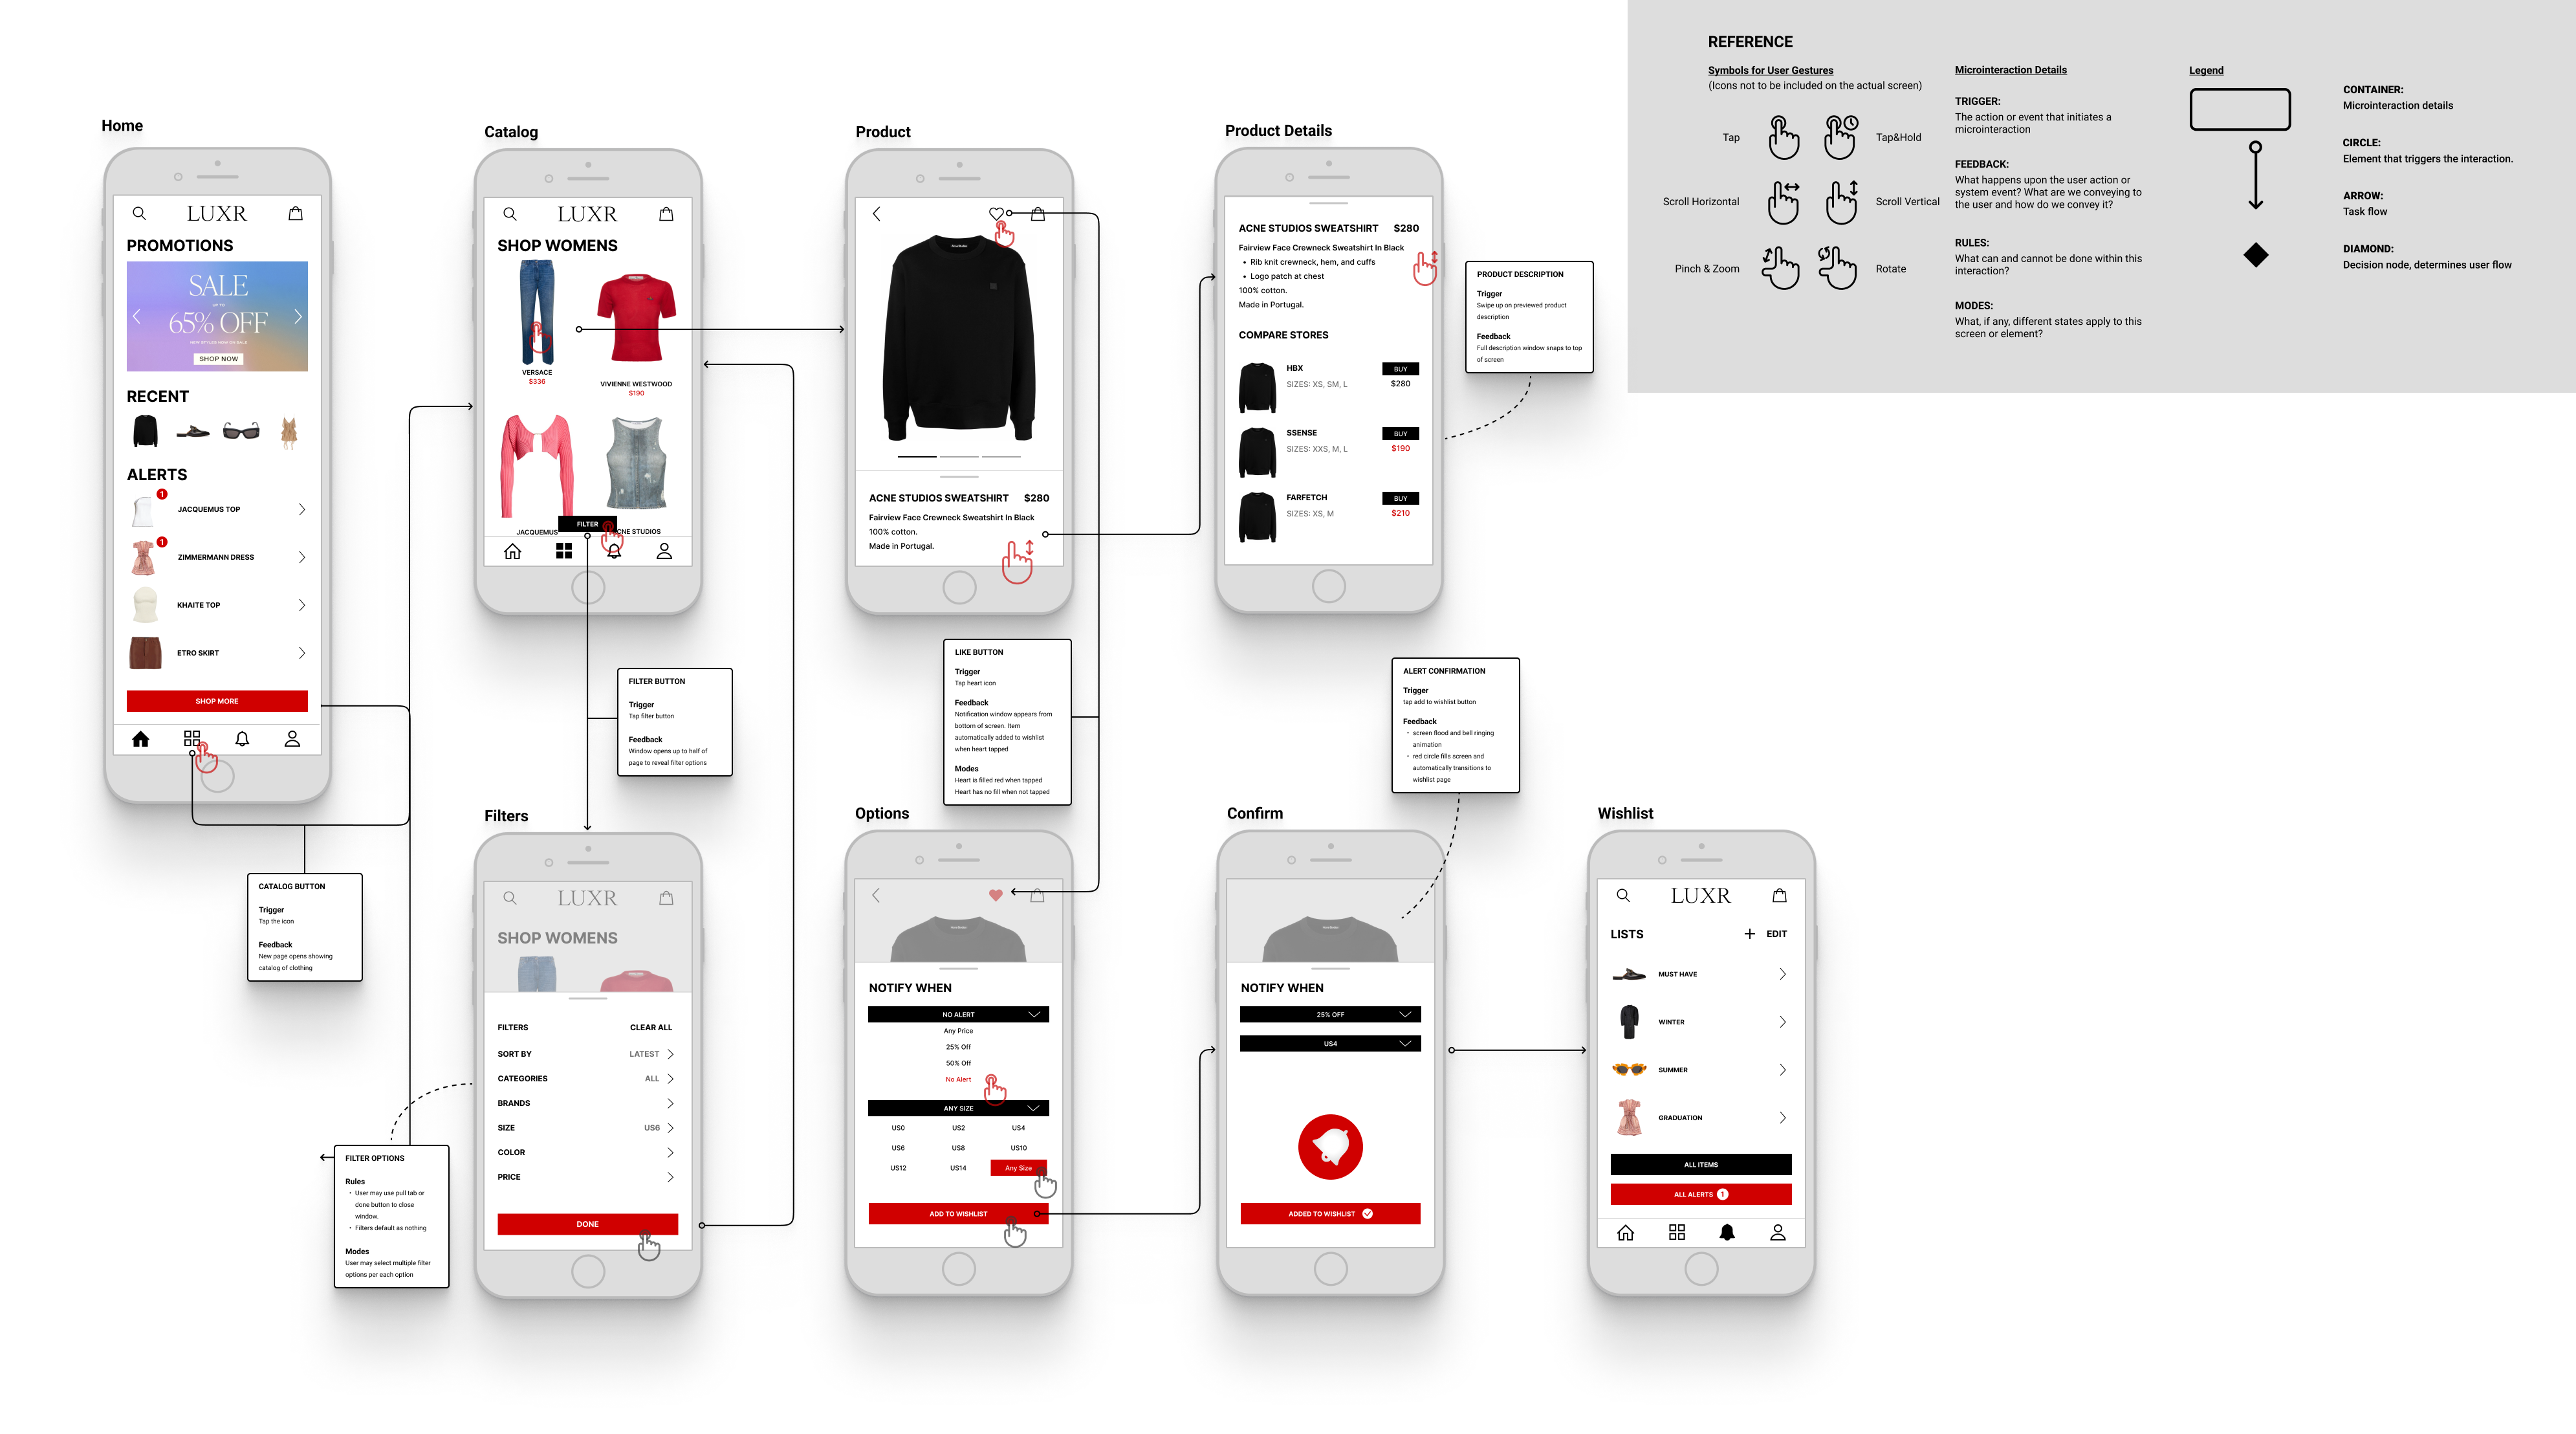 REFERENCE
Symbols for User Gestures
(Icons not to be included on the actual screen)
Tap
Tap&Hold
Scroll Horizontal
Scroll Vertical
Pinch & Zoom
Rotate
Microinteraction Details
TRIGGER:
The action or event that initiates a
microinteraction
FEEDBACK:
What happens upon the user action or
system event? What are we conveying to
the user and how do we convey it?
RULES:
What can and cannot be done within this
interaction?
MODES:
What, if any, different states apply to this
screen or element?
Legend
CONTAINER:
Microinteraction details
CIRCLE:
Element that triggers the interaction.
ARROW:
Task flow
DIAMOND:
Decision node, determines user flow
Home
LUXR
PROMOTIONS
SALE
UP TO
65% OFF
SHOP NOW
RECENT
ALERTS
1
JACQUEMUS TOP
1
ZIMMERMANN DRESS
KHAITE TOP
ETRO SKIRT
SHOP MORE
CATALOG BUTTON
Trigger
Tap the icon
Feedback
New page opens showing
catalog of clothing
Catalog
LUXR
SHOP WOMENS
VERSACE
$336
VIVIENNE WESTWOOD
$190
FILTER
JACQUEMUS
CNE STUDIOS
FILTER BUTTON
Trigger
Tap filter button
Feedback
Window opens up to half of
page to reveal filter options
Product
ACNE STUDIOS SWEATSHIRT $280
Fairview Face Crewneck Sweatshirt In Black
100% cotton.
Made in Portugal.
LIKE BUTTON
Trigger
Tap heart icon
Feedback
Notification window appears from
bottom of screen. Item
automatically added to wishlist
when heart tapped
Modes
Heart is filled red when tapped
Heart has no fill when not tapped
Product Details
ACNE STUDIOS SWEATSHIRT $280
Fairview Face Crewneck Sweatshirt In Black
• Rib knit crewneck, hem, and cuffs
• Logo patch at chest
100% cotton.
Made in Portugal.
COMPARE STORES
HBX BUY
SIZES: XS, SM, L $280
SSENSE BUY
SIZES: XXS, M, L $190
FARFETCH BUY
SIZES: XS, M $210
PRODUCT DESCRIPTION
Trigger
Swipe up on previewed product
description
Feedback
Full description window snaps to top
of screen
Filters
LUXR
SHOP WOMENS
FILTERS CLEAR ALL
SORT BY LATEST
CATEGORIES ALL
BRANDS
SIZE US6
COLOR
PRICE
DONE
FILTER OPTIONS
Rules
• User may use pull tab or
done button to close
window.
• Filters default as nothing
Modes
User may select multiple filter
options per each option
Options
NOTIFY WHEN
NO ALERT
Any Price
25% Off
50% Off
No Alert
ANY SIZE
US0 US2 US4
US6 US8 US10
US12 US14 Any Size
ADD TO WISHLIST
ALERT CONFIRMATION
Trigger
tap add to wishlist button
Feedback
• screen flood and bell ringing
animation
• red circle fills screen and
automatically transitions to
wishlist page
Confirm
NOTIFY WHEN
25% OFF
US4
ADDED TO WISHLIST
Wishlist
LUXR
LISTS + EDIT
MUST HAVE
WINTER
SUMMER
GRADUATION
ALL ITEMS
ALL ALERTS 1